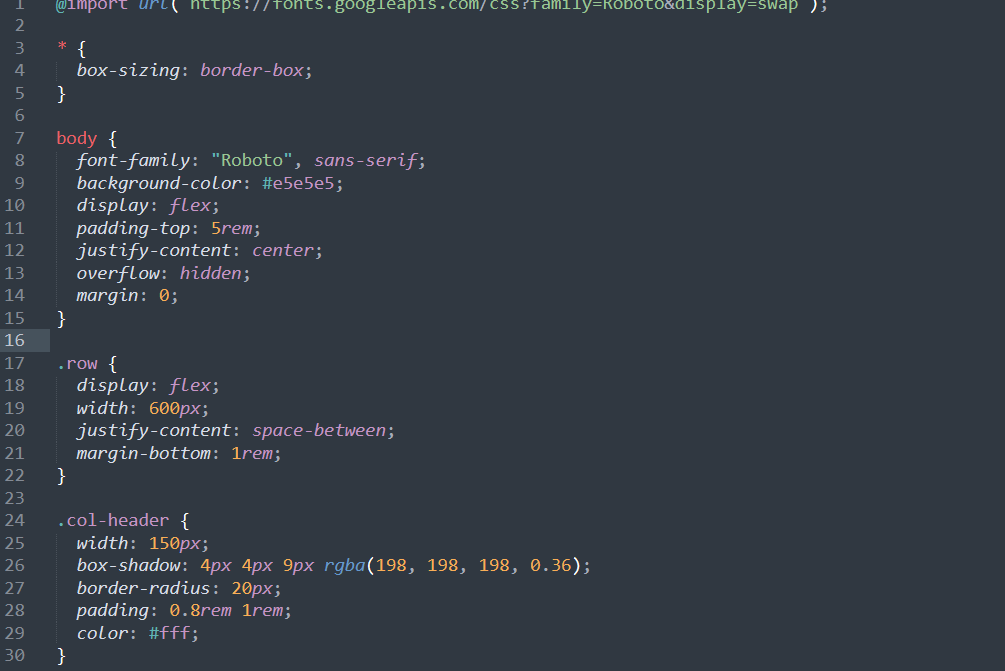 1 @import url("https://fonts.googleapis.com/css?family=Roboto&display=swap");
2
3 * {
4 box-sizing: border-box;
5 }
6
7 body {
8 font-family: "Roboto", sans-serif;
9 background-color: #e5e5e5;
10 display: flex;
11 padding-top: 5rem;
12 justify-content: center;
13 overflow: hidden;
14 margin: 0;
15 }
16
17 .row {
18 display: flex;
19 width: 600px;
20 justify-content: space-between;
21 margin-bottom: 1rem;
22 }
23
24 .col-header {
25 width: 150px;
26 box-shadow: 4px 4px 9px rgba(198, 198, 198, 0.36);
27 border-radius: 20px;
28 padding: 0.8rem 1rem;
29 color: #fff;
30 }